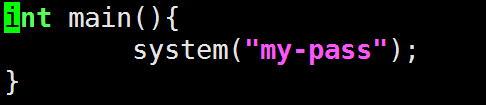 int main(){
        system("my-pass");
}